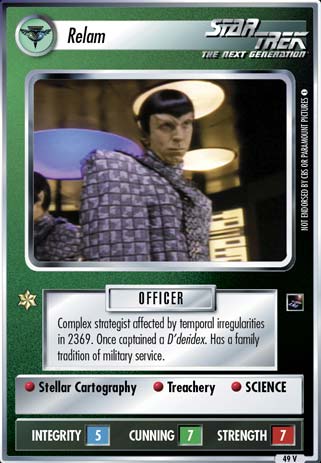 Relam
STAR TREK
THE NEXT GENERATION
NOT ENDORSED BY CBS OR PARAMOUNT PICTURES
OFFICER
Complex strategist affected by temporal irregularities
in 2369. Once captained a D'deridex. Has a family
tradition of military service.
Stellar Cartography Treachery SCIENCE
INTEGRITY 5 CUNNING 7 STRENGTH 7
49 V